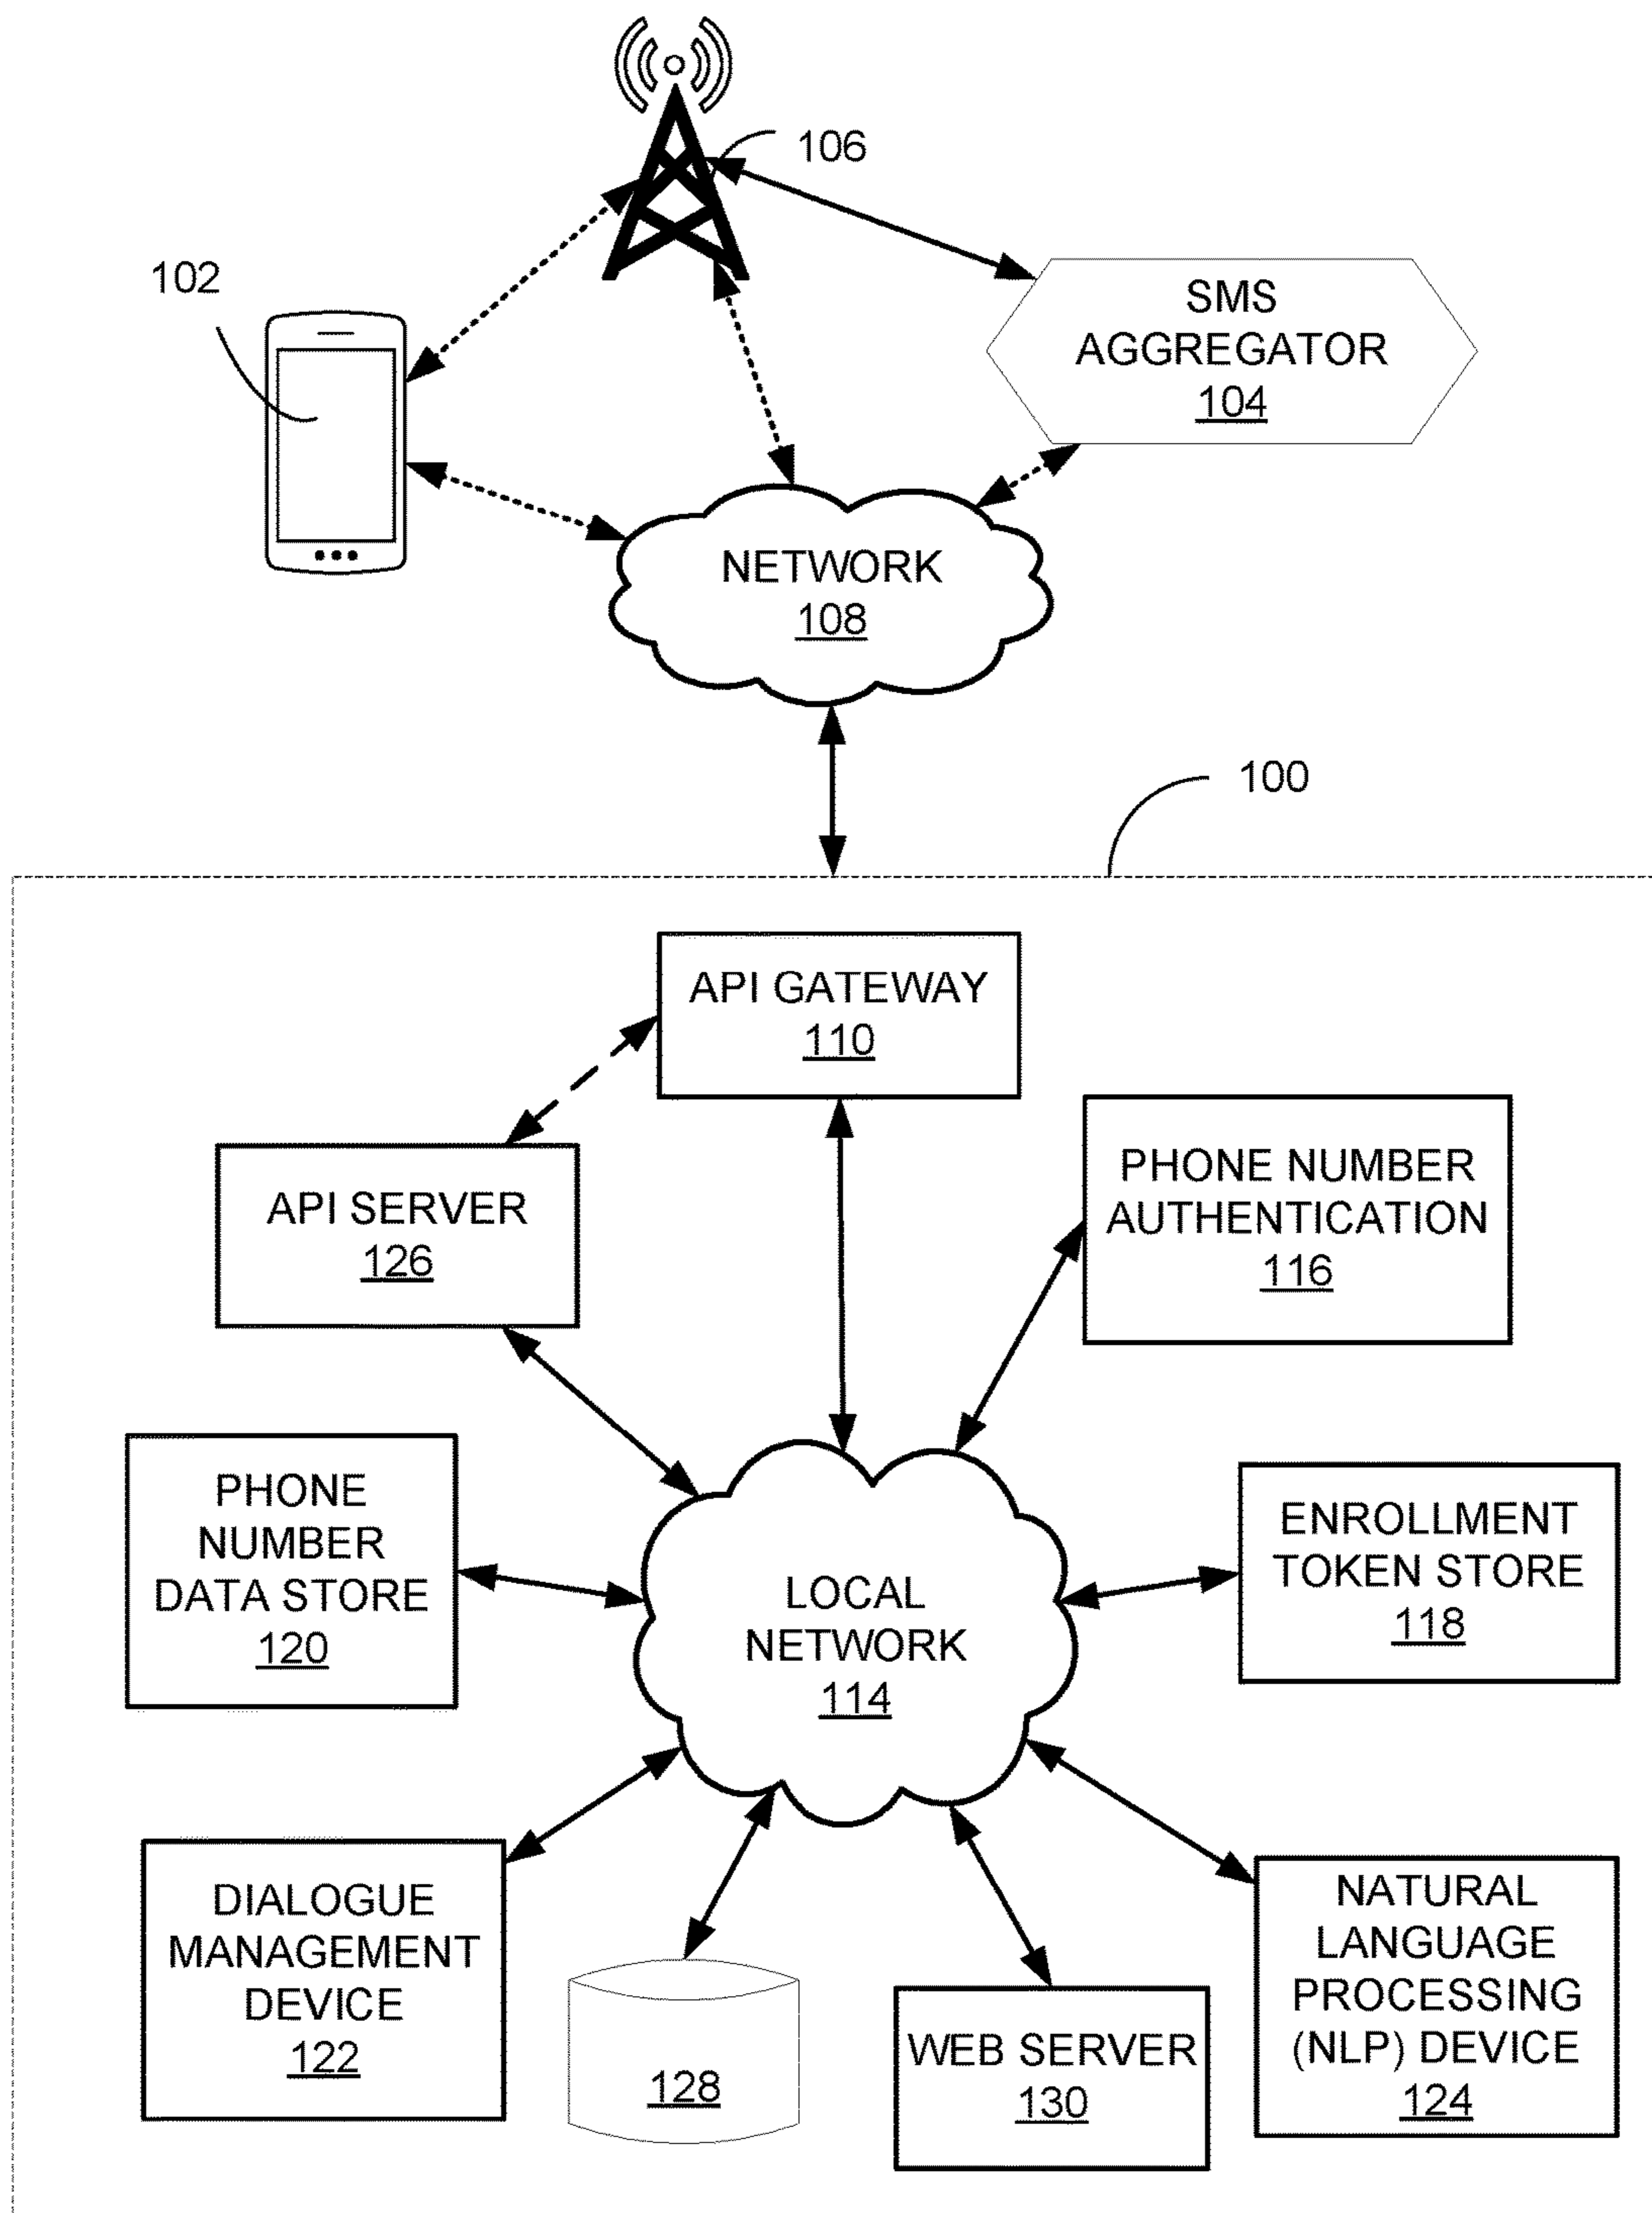 106
102
SMS
AGGREGATOR
104
NETWORK
108
100
API GATEWAY
110
API SERVER
126
PHONE NUMBER
AUTHENTICATION
116
PHONE
NUMBER
DATA STORE
120
LOCAL
NETWORK
114
ENROLLMENT
TOKEN STORE
118
DIALOGUE
MANAGEMENT
DEVICE
122
128
WEB SERVER
130
NATURAL
LANGUAGE
PROCESSING
(NLP) DEVICE
124